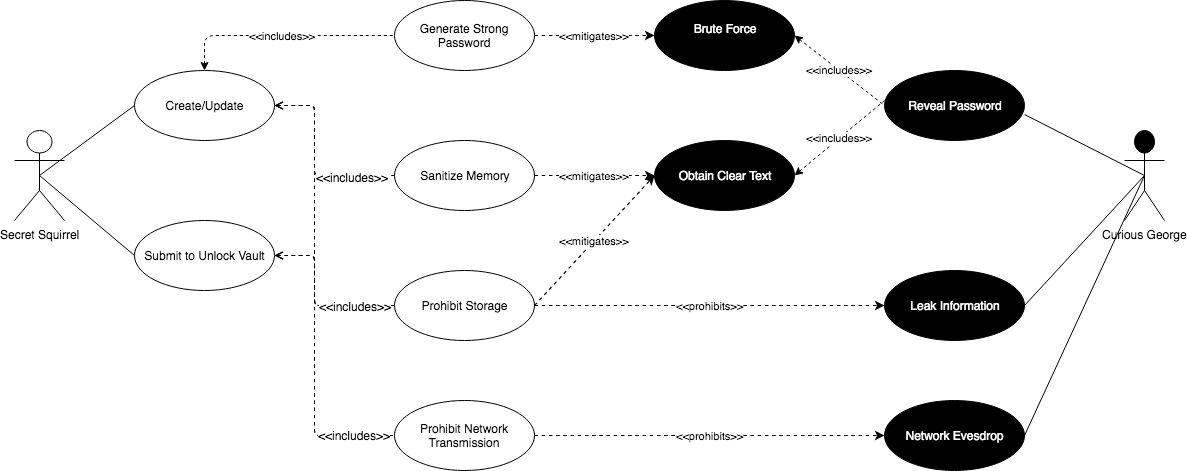 Generate Strong
Password
<<includes>>
<<mitigates>>
Brute Force
<<includes>>
Create/Update
Reveal Password
<<includes>>
Sanitize Memory
<<includes>>
<<mitigates>>
Obtain Clear Text
Secret Squirrel
Curious George
<<mitigates>>
Submit to Unlock Vault
Prohibit Storage
<<includes>>
<<prohibits>>
Leak Information
Prohibit Network
Transmission
<<includes>>
<<prohibits>>
Network Evesdrop